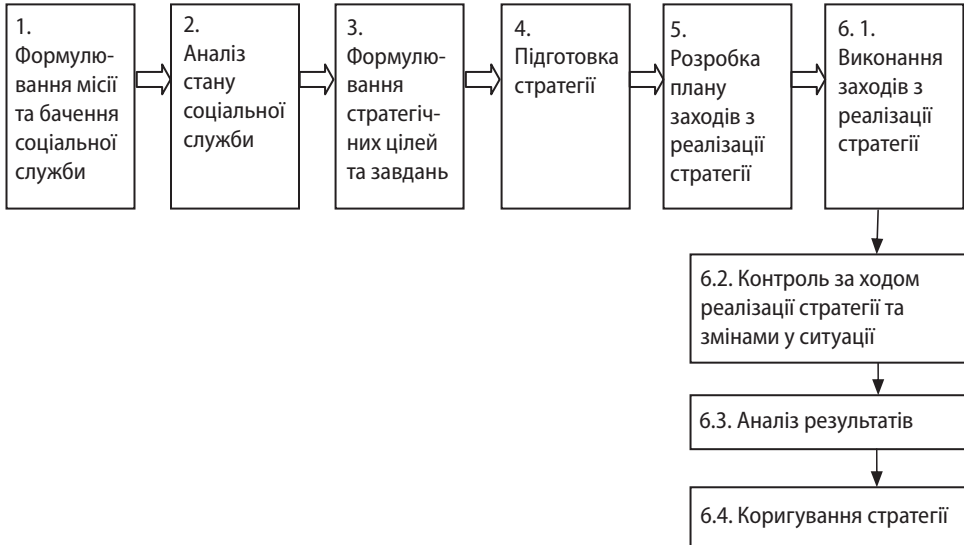 1.
Формулю-
вання місії
та бачення
соціальної
служби
2.
Аналіз
стану
соціальної
служби
3.
Формулю-
вання
стратегіч-
них цілей
та завдань
4.
Підготовка
стратегії
5.
Розробка
плану
заходів з
реалізації
стратегії
6. 1.
Виконання
заходів з
реалізації
стратегії
6.2. Контроль за ходом
реалізації стратегії та
змінами у ситуації
6.3. Аналіз результатів
6.4. Коригування стратегії